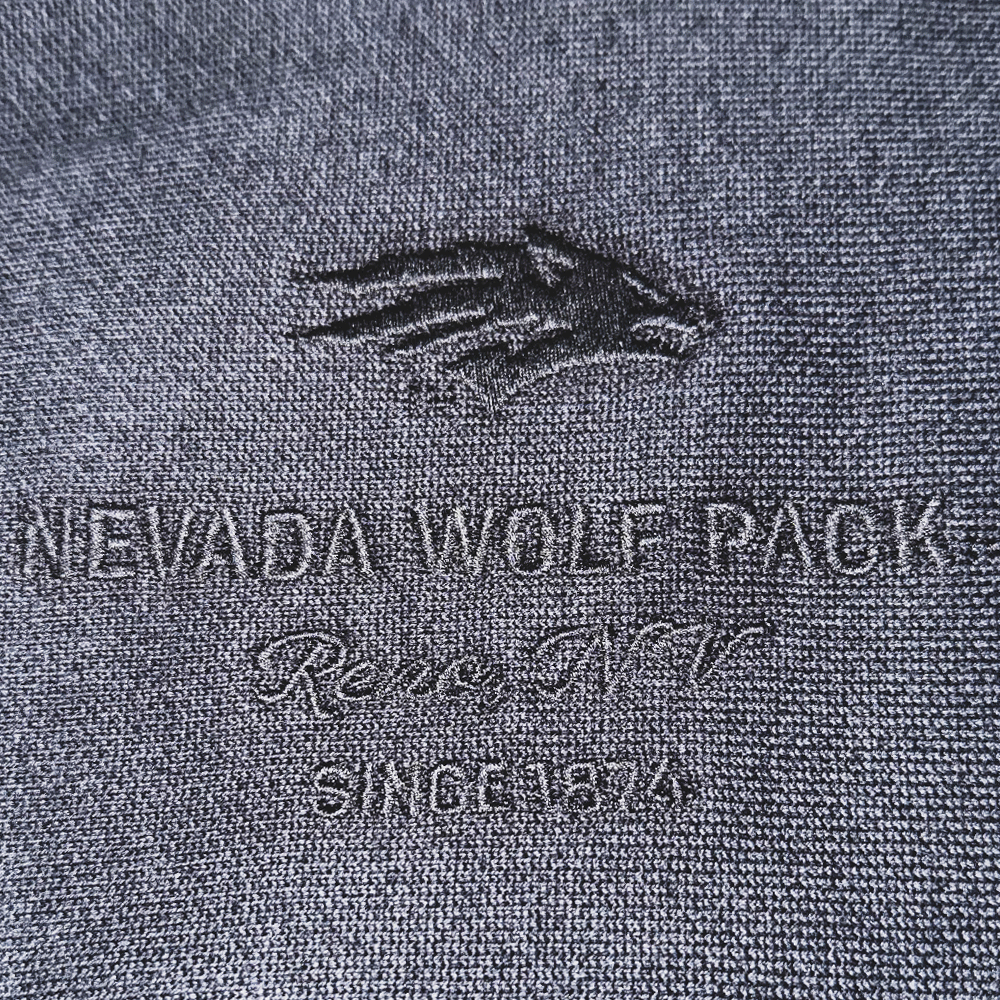 NEVADA WOLF PACK
Reno, NV
SINCE 1874